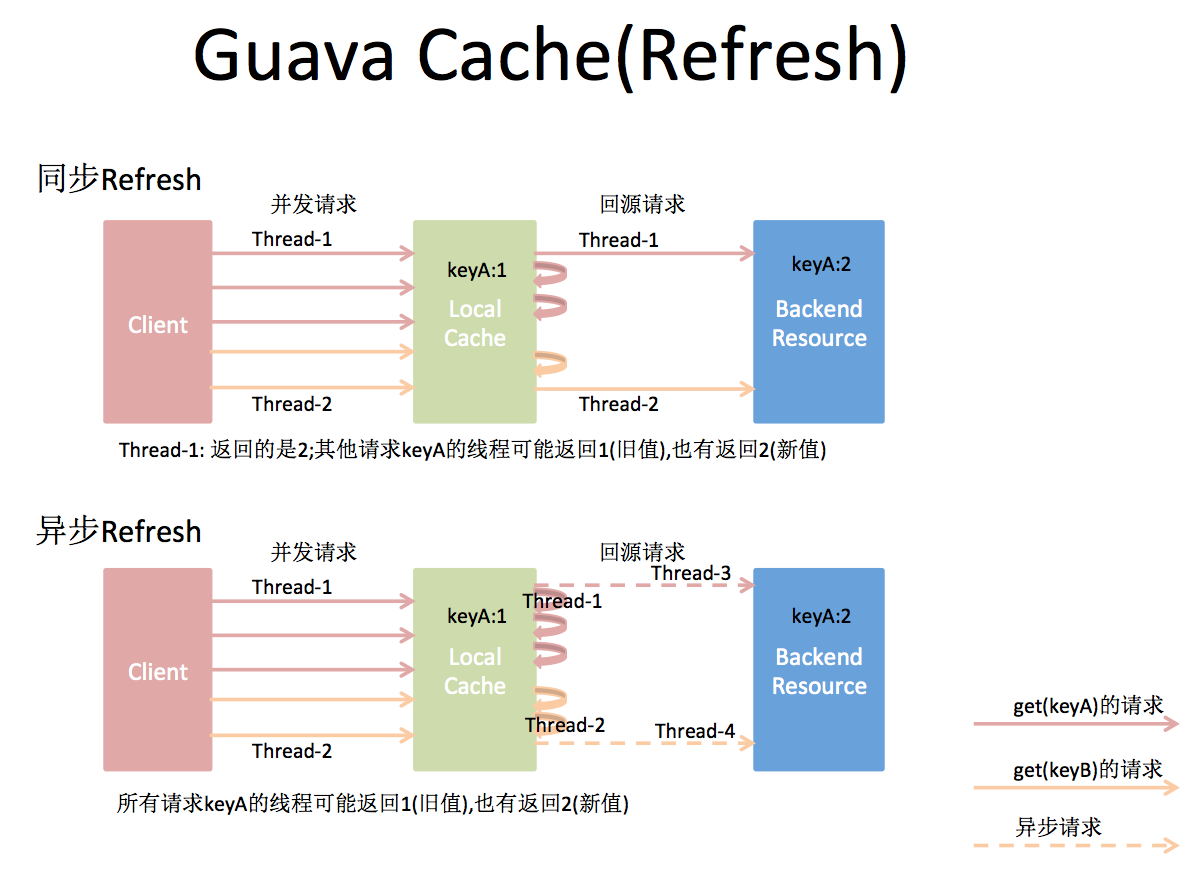 Guava Cache(Refresh)
同步Refresh
并发请求
回源请求
Thread-1
Thread-1
keyA:1
keyA:2
Client
Local
Cache
Backend
Resource
Thread-2
Thread-2
Thread-1: 返回的是2;其他请求keyA的线程可能返回1(旧值),也有返回2(新值)
异步Refresh
并发请求
回源请求
Thread-3
Thread-1
Thread-1
keyA:1
keyA:2
Client
Local
Cache
Backend
Resource
Thread-2
Thread-2
Thread-4
get(keyA)的请求
get(keyB)的请求
异步请求
所有请求keyA的线程可能返回1(旧值),也有返回2(新值)